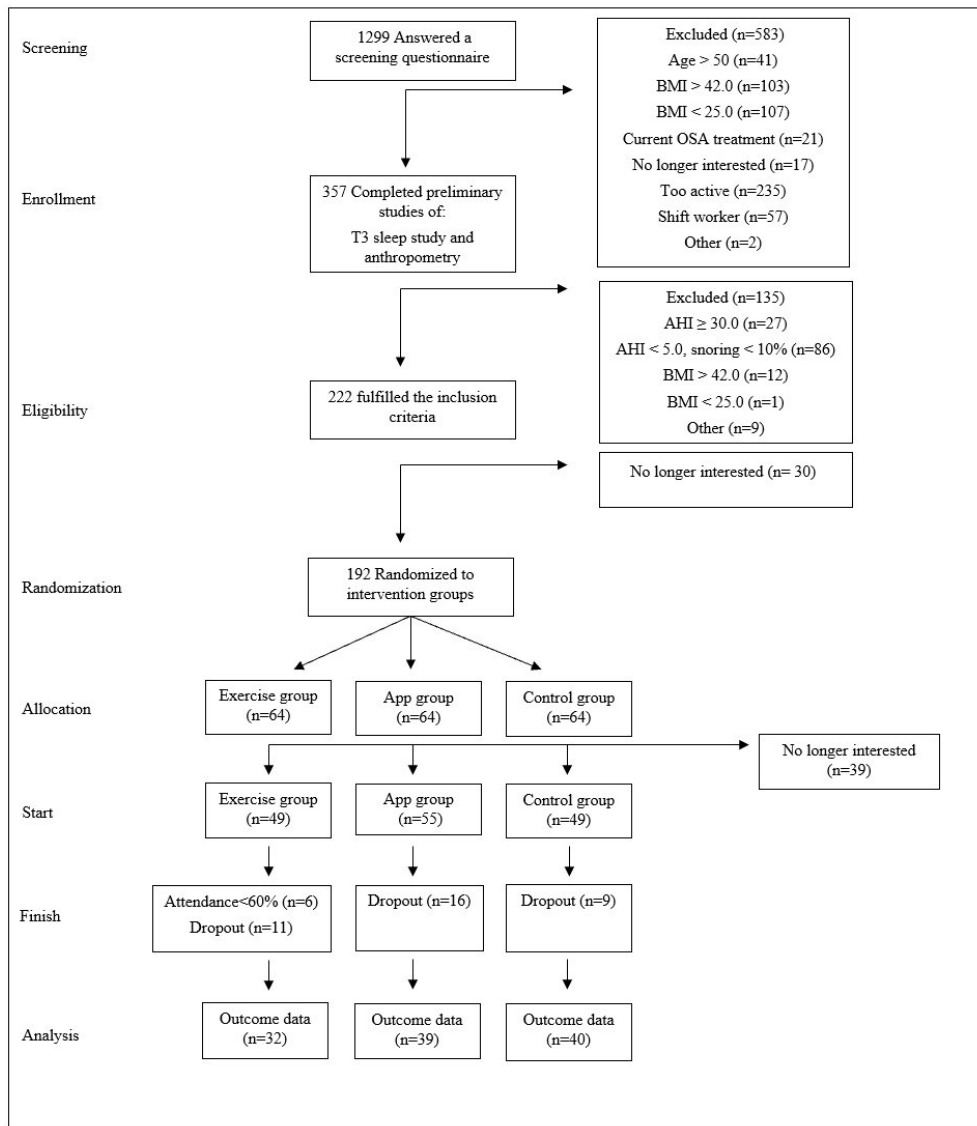 Screening
1299 Answered a
screening questionnaire
Excluded (n=583)
Age > 50 (n=41)
BMI > 42.0 (n=103)
BMI < 25.0 (n=107)
Current OSA treatment (n=21)
No longer interested (n=17)
Too active (n=235)
Shift worker (n=57)
Other (n=2)
Enrollment
357 Completed preliminary
studies of:
T3 sleep study and
anthropometry
Excluded (n=135)
AHI ≥ 30.0 (n=27)
AHI < 5.0, snoring < 10% (n=86)
BMI > 42.0 (n=12)
BMI < 25.0 (n=1)
Other (n=9)
Eligibility
222 fulfilled the inclusion
criteria
No longer interested (n= 30)
Randomization
192 Randomized to
intervention groups
Allocation
Exercise group
(n=64)
App group
(n=64)
Control group
(n=64)
No longer interested
(n=39)
Start
Exercise group
(n=49)
App group
(n=55)
Control group
(n=49)
Finish
Attendance<60% (n=6)
Dropout (n=11)
Dropout (n=16)
Dropout (n=9)
Analysis
Outcome data
(n=32)
Outcome data
(n=39)
Outcome data
(n=40)